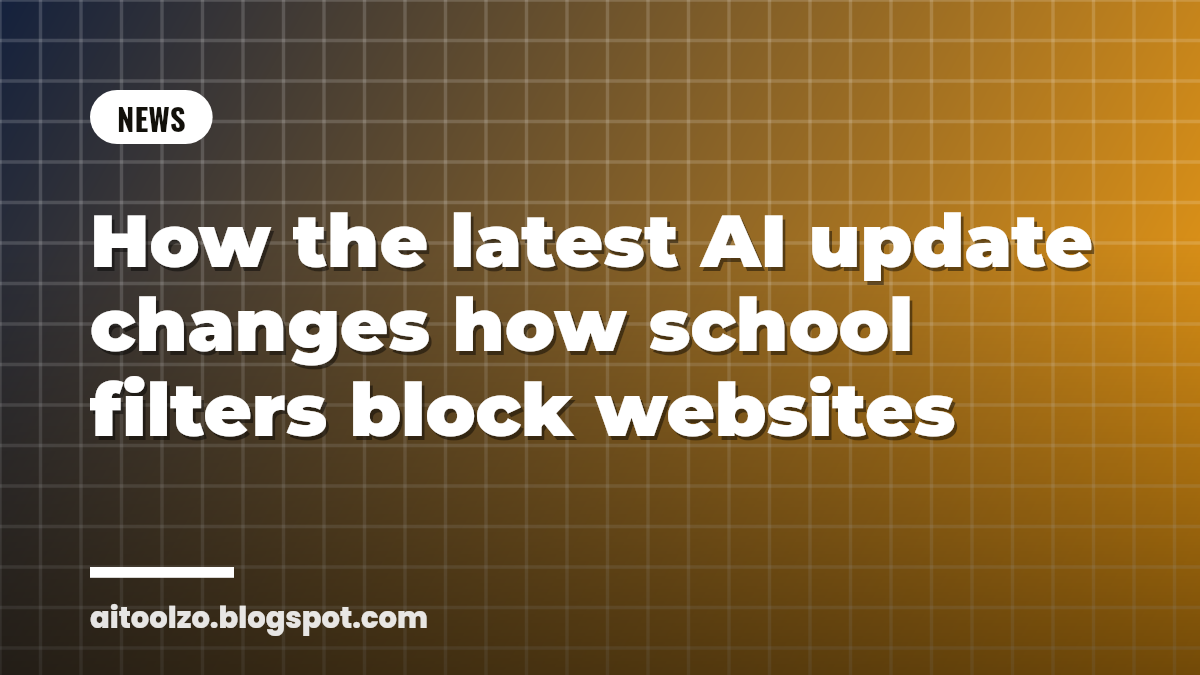 NEWS
How the latest AI update
changes how school
filters block websites
aitoolzo.blogspot.com